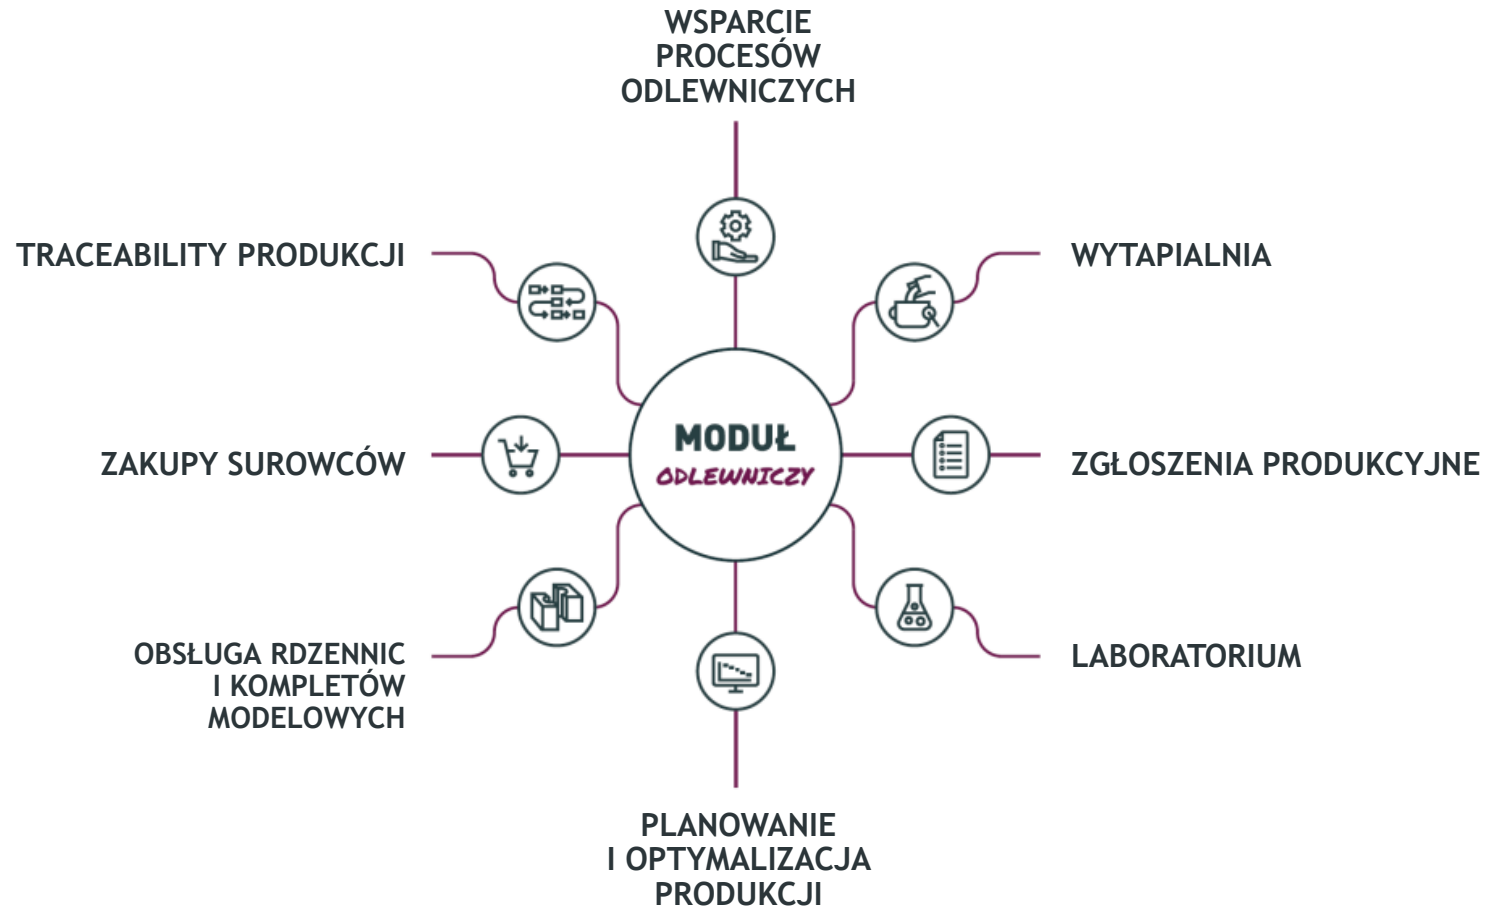 WSPARCIE
PROCESÓW
ODLEWNICZYCH
TRACEABILITY PRODUKCJI
WYTAPIALNIA
MODUŁ
ODLEWNICZY
ZAKUPY SUROWCÓW
ZGŁOSZENIA PRODUKCYJNE
OBSŁUGA RDZENNIC
I KOMPLETÓW
MODELOWYCH
LABORATORIUM
PLANOWANIE
I OPTYMALIZACJA
PRODUKCJI